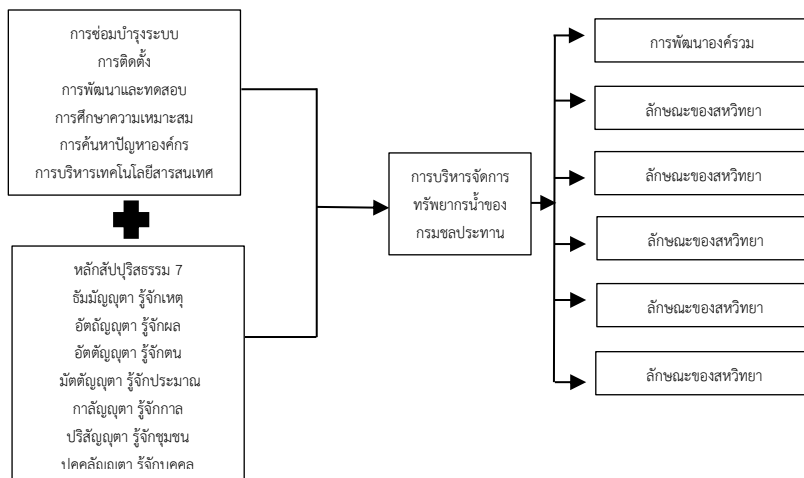 การซ่อมบำรุงระบบ
การติดตั้ง
การพัฒนาและทดสอบ
การศึกษาความเหมาะสม
การค้นหาปัญหาองค์กร
การบริหารเทคโนโลยีสารสนเทศ
หลักสัปปุริสธรรม 7
ธัมมัญญุตา รู้จักเหตุ
อัตถัญญุตา รู้จักผล
อัตตัญญุตา รู้จักตน
มัตตัญญุตา รู้จักประมาณ
กาลัญญุตา รู้จักกาล
ปริสัญญุตา รู้จักชุมชน
ปุคคลัญญุตา รู้จักบุคคล
การบริหารจัดการ
ทรัพยากรน้ำของ
กรมชลประทาน
การพัฒนาองค์รวม
ลักษณะของสหวิทยา
ลักษณะของสหวิทยา
ลักษณะของสหวิทยา
ลักษณะของสหวิทยา
ลักษณะของสหวิทยา